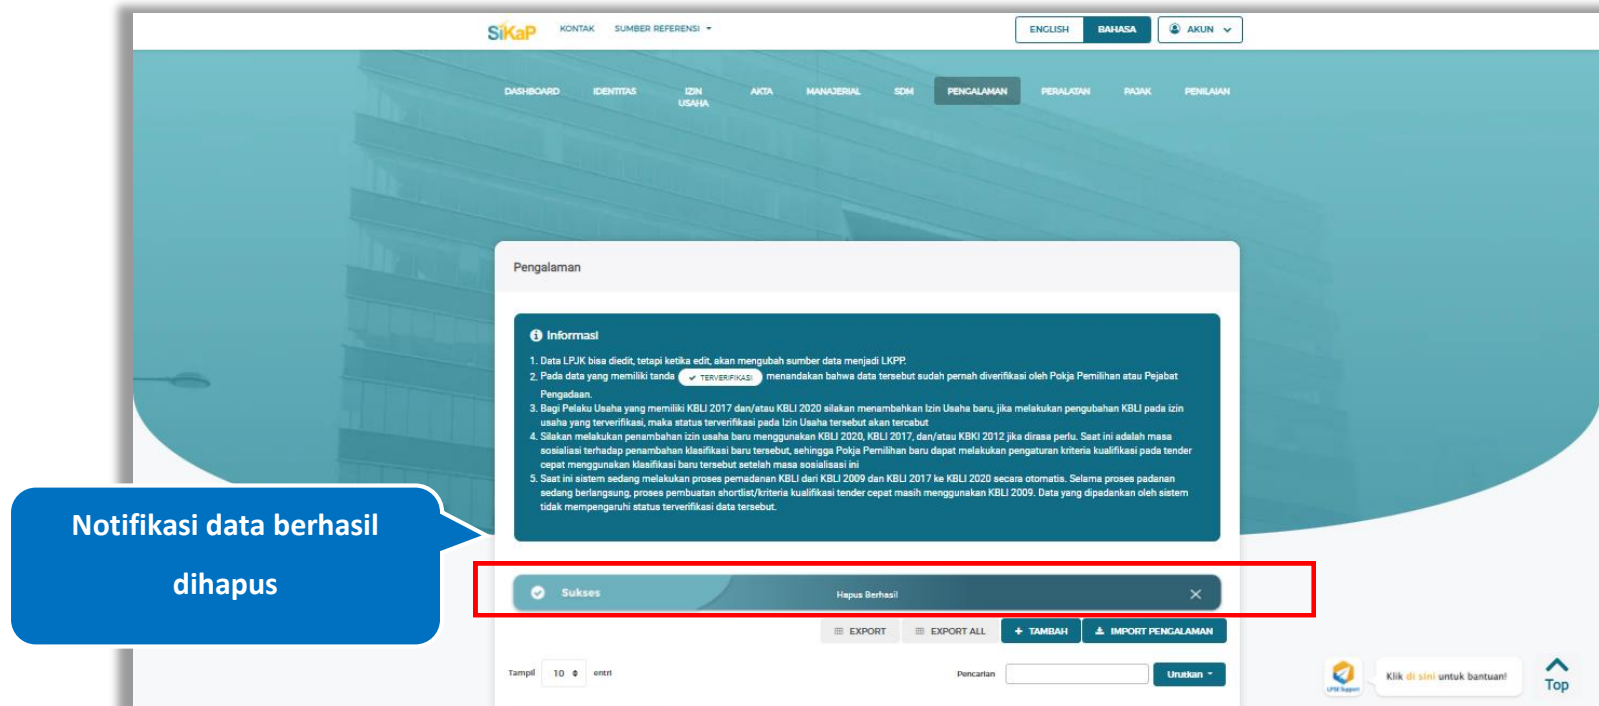 SiKaP KONTAK SUMBER REFERENSI ENGLISH BAHASA AKUN
DASHBOARD IDENTITAS IZIN USAHA AKTA MANAJERIAL SDM PENGALAMAN PERALATAN PAJAK PENILAIAN
Pengalaman
Informasi
1. Data LPJK bisa diedit, tetapi ketika edit, akan mengubah sumber data menjadi LKPP.
2. Pada data yang memiliki tanda TERVERIFIKASI menandakan bahwa data tersebut sudah pernah diverifikasi oleh Pokja Pemilihan atau Pejabat
Pengadaan.
3. Bagi Pelaku Usaha yang memiliki KBLI 2017 dan/atau KBLI 2020 silakan menambahkan Izin Usaha baru, jika melakukan pengubahan KBLI pada izin
usaha yang terverifikasi, maka status terverifikasi pada Izin Usaha tersebut akan tercabut
4. Silakan melakukan penambahan izin usaha baru menggunakan KBLI 2020, KBLI 2017, dan/atau KBKI 2012 jika dirasa perlu. Saat ini adalah masa
sosialiasi terhadap penambahan klasifikasi baru tersebut, sehingga Pokja Pemilihan baru dapat melakukan pengaturan kriteria kualifikasi pada tender
cepat menggunakan klasifikasi baru tersebut setelah masa sosialisasi ini
5. Saat ini sistem sedang melakukan proses pemadanan KBLI dari KBLI 2009 dan KBLI 2017 ke KBLI 2020 secara otomatis. Selama proses padanan
sedang berlangsung, proses pembuatan shortlist/kriteria kualifikasi tender cepat masih menggunakan KBLI 2009. Data yang dipadankan oleh sistem
tidak mempengaruhi status terverifikasi data tersebut.
Notifikasi data berhasil
dihapus
Sukses Hapus Berhasil
EXPORT EXPORT ALL + TAMBAH IMPORT PENGALAMAN
Tampil 10 entri Pencarian Urutkan
LPSE Support Klik di sini untuk bantuan! Top